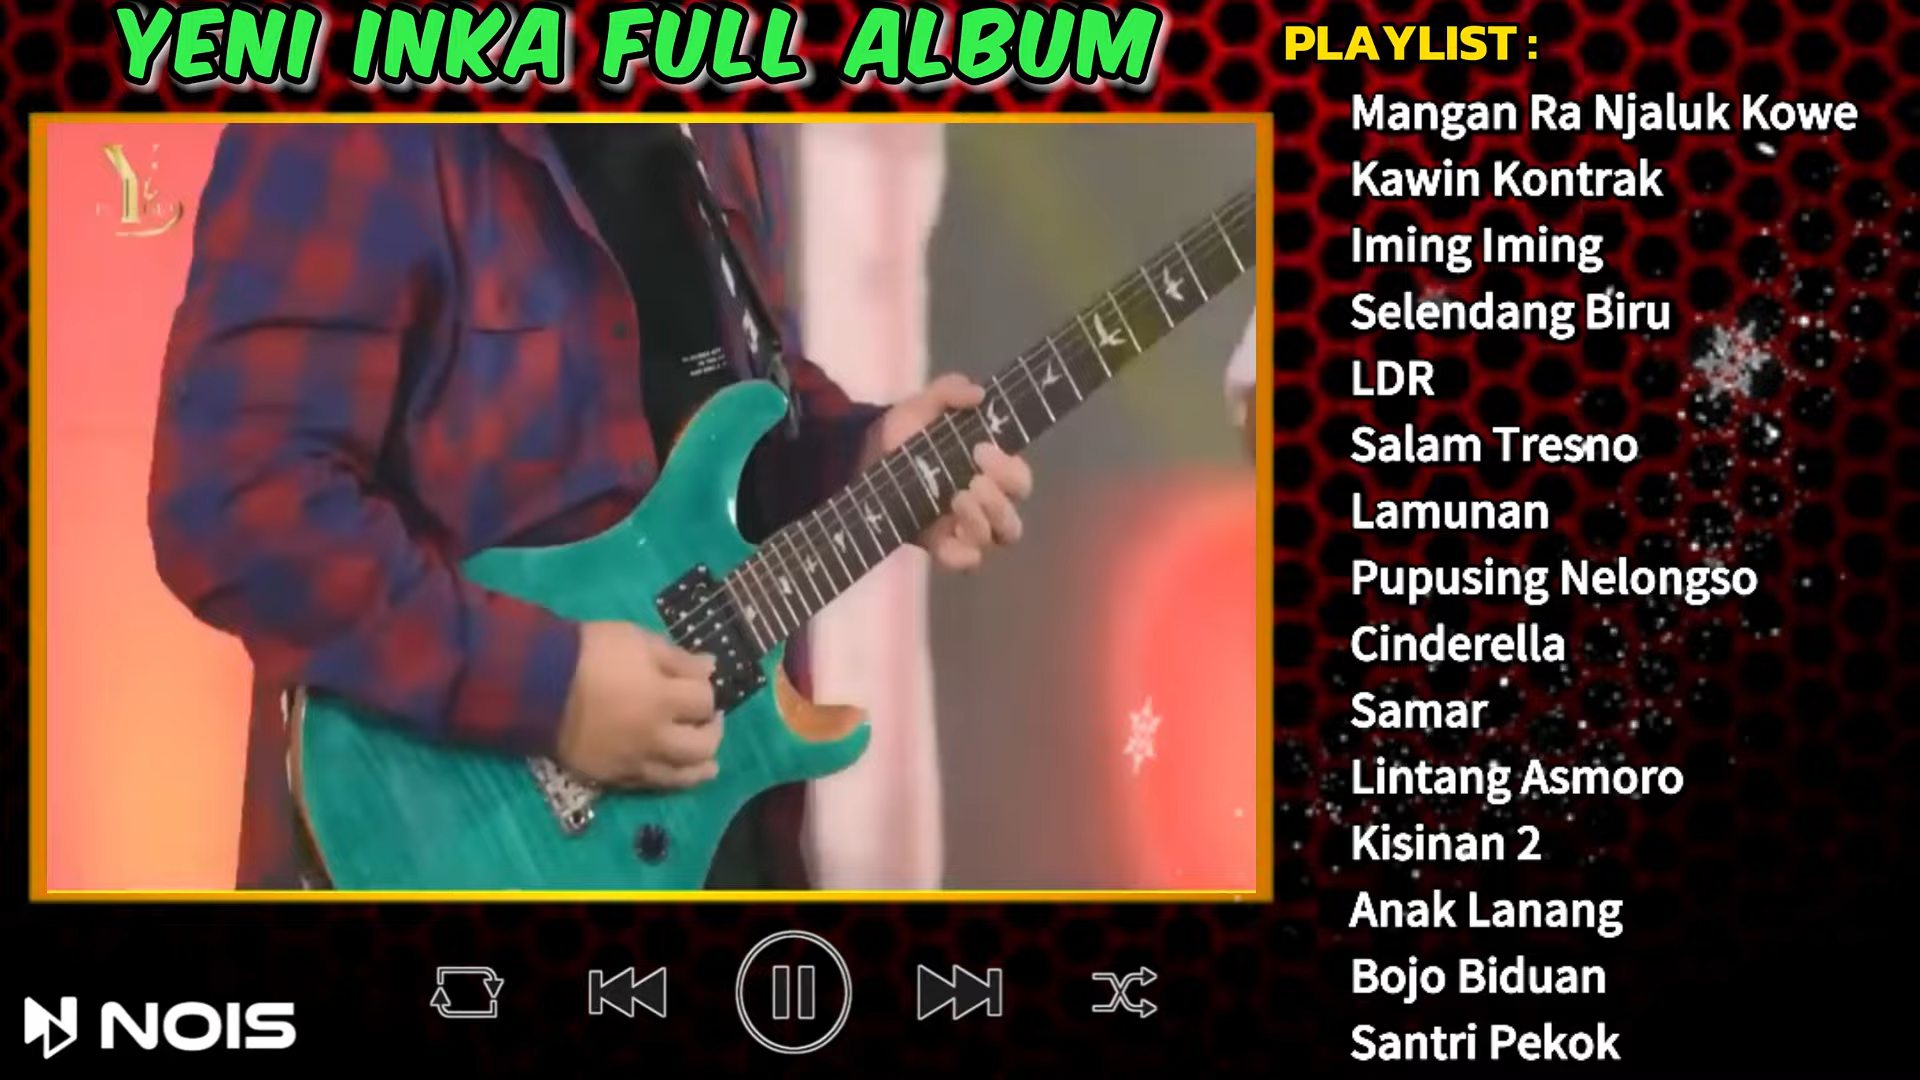 YENI INKA FULL ALBUM
PLAYLIST :
Mangan Ra Njaluk Kowe
Kawin Kontrak
Iming Iming
Selendang Biru
LDR
Salam Tresno
Lamunan
Pupusing Nelongso
Cinderella
Samar
Lintang Asmoro
Kisinan 2
Anak Lanang
Bojo Biduan
Santri Pekok
NOIS